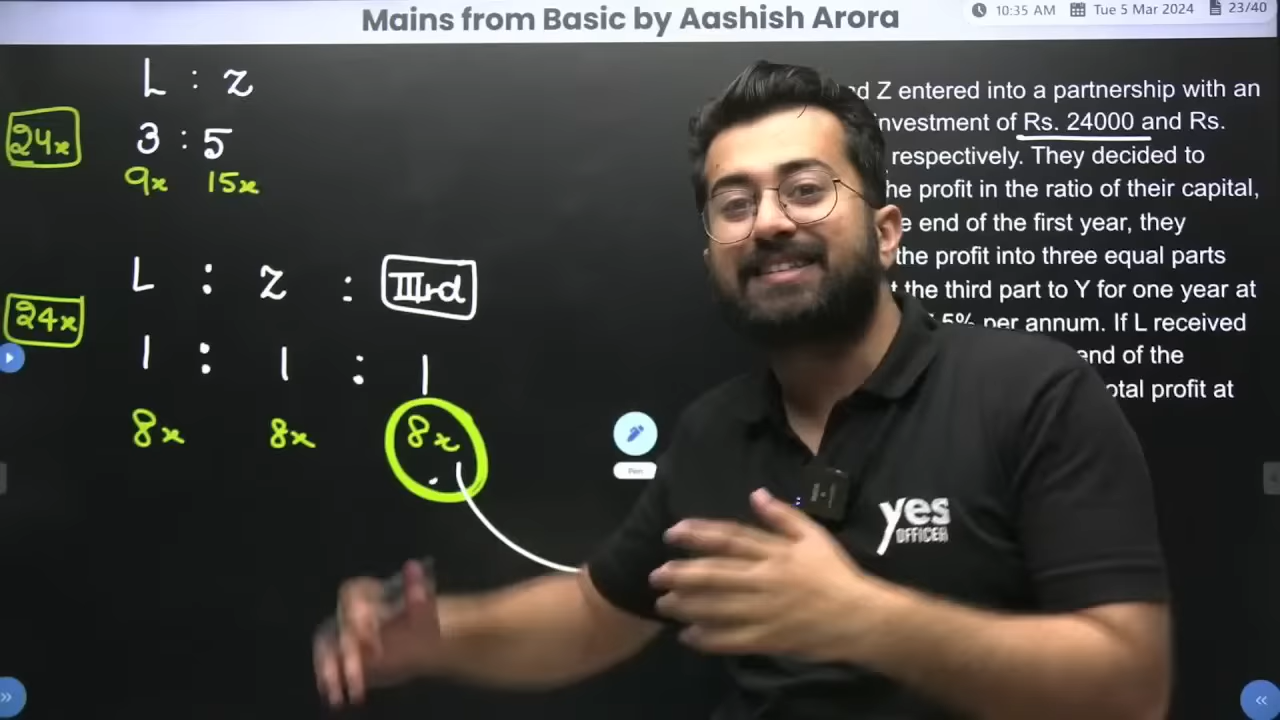 Mains from Basic by Aashish Arora
10:35 AM Tue 5 Mar 2024 23/40
L : Z
24x
3 : 5
9x 15x
L : Z : IIIrd
24x
1 : 1 : 1
8x 8x 8x
Z entered into a partnership with an
investment of Rs. 24000 and Rs.
respectively. They decided to
profit in the ratio of their capital,
end of the first year, they
the profit into three equal parts
the third part to Y for one year at
5% per annum. If L received
end of the
profit at
Pen
yes
OFFICER